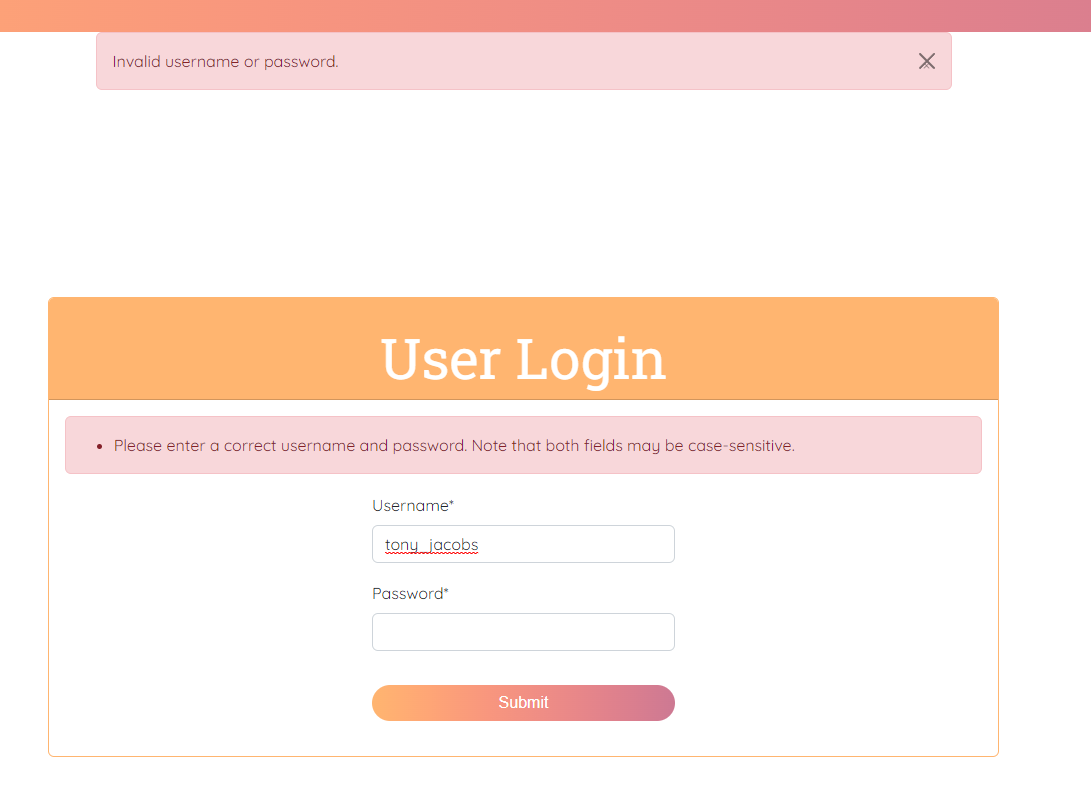 Invalid username or password.
User Login
Please enter a correct username and password. Note that both fields may be case-sensitive.
Username*
tony_jacobs
Password*
Submit